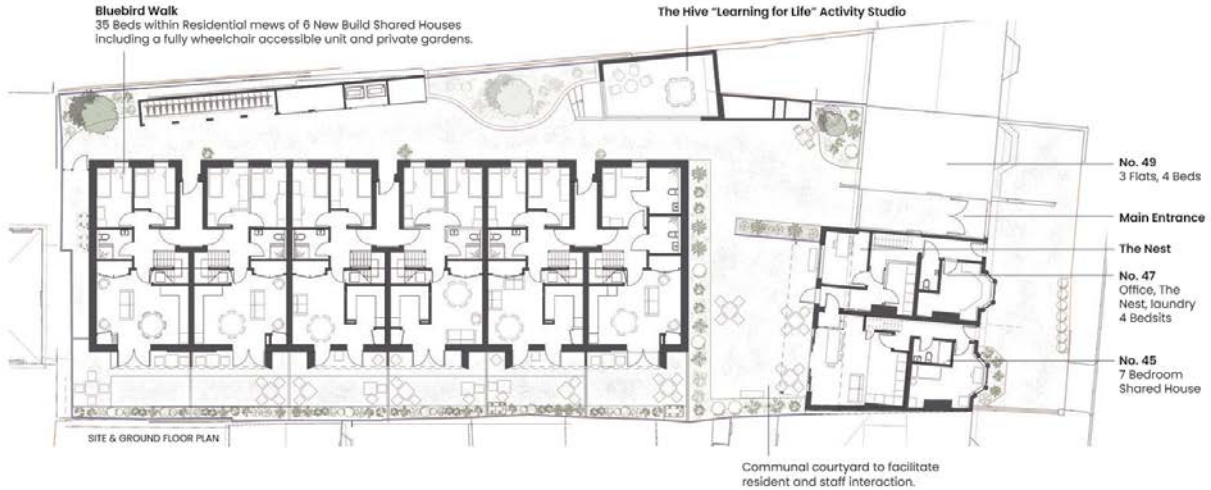 Bluebird Walk
35 Beds within Residential mews of 6 New Build Shared Houses
including a fully wheelchair accessible unit and private gardens.
The Hive “Learning for Life” Activity Studio
No. 49
3 Flats, 4 Beds
Main Entrance
The Nest
No. 47
Office, The
Nest, laundry
4 Bedsits
No. 45
7 Bedroom
Shared House
SITE & GROUND FLOOR PLAN
Communal courtyard to facilitate
resident and staff interaction.